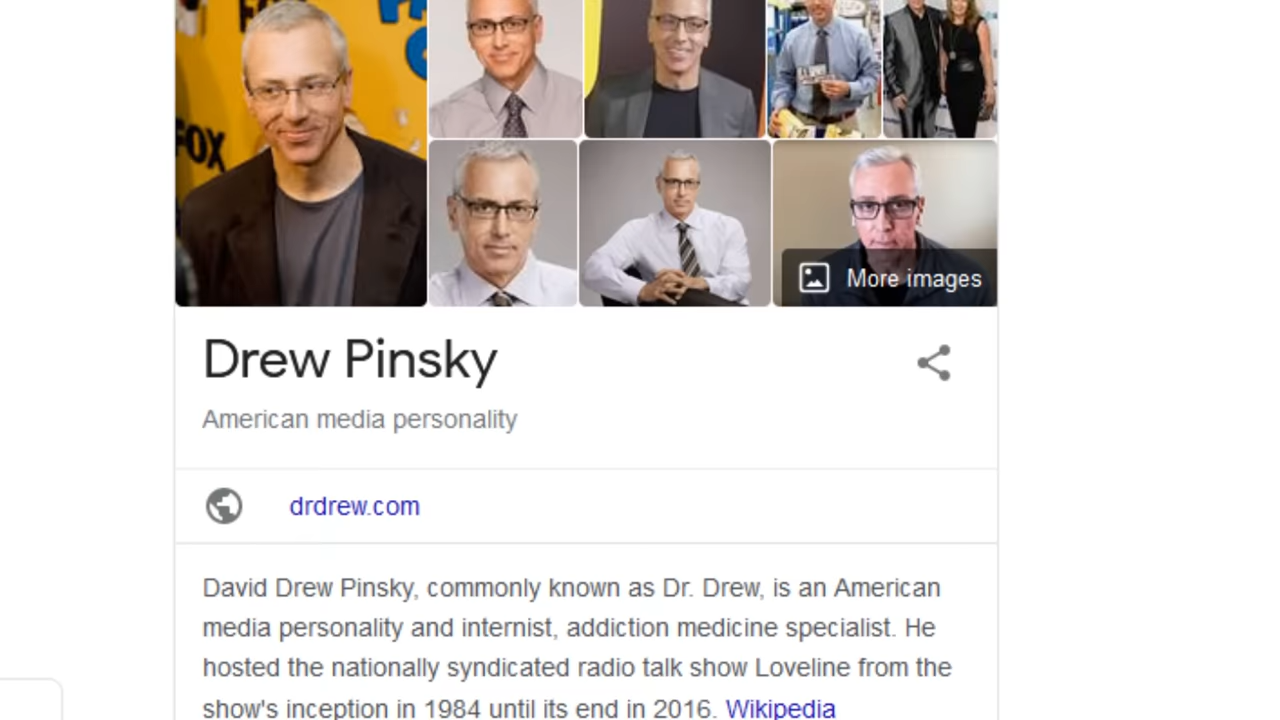 FOX
More images
Drew Pinsky
American media personality
drdrew.com
David Drew Pinsky, commonly known as Dr. Drew, is an American
media personality and internist, addiction medicine specialist. He
hosted the nationally syndicated radio talk show Loveline from the
show's inception in 1984 until its end in 2016. Wikipedia